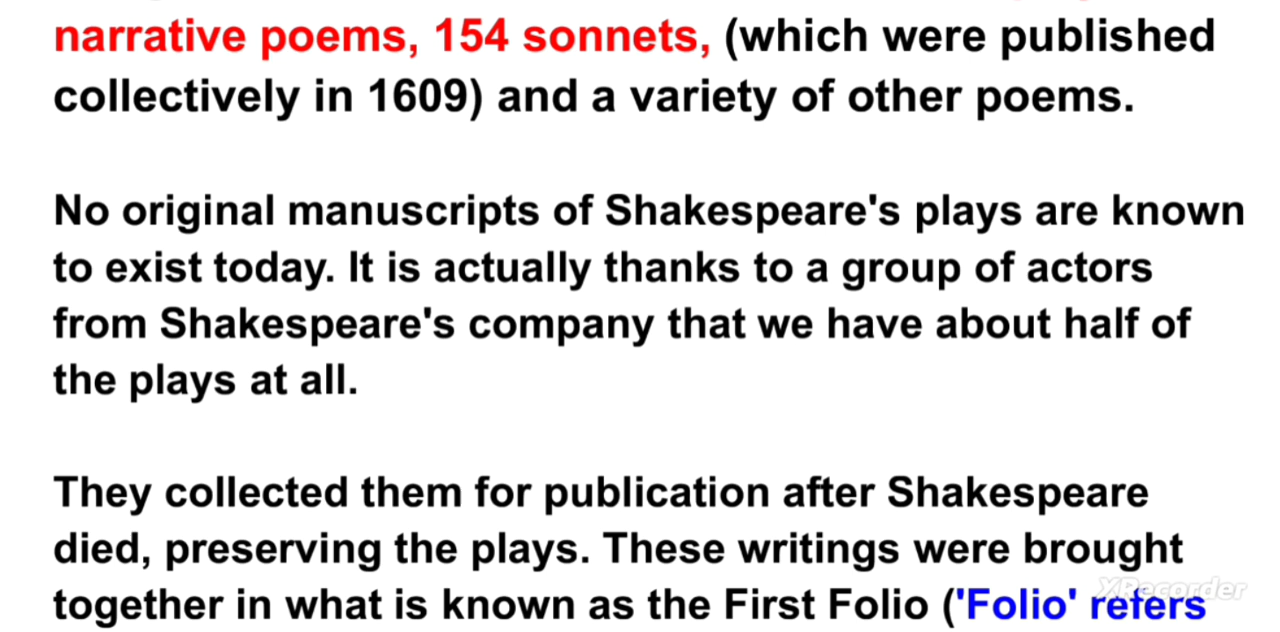 narrative poems, 154 sonnets, (which were published
collectively in 1609) and a variety of other poems.
No original manuscripts of Shakespeare's plays are known
to exist today. It is actually thanks to a group of actors
from Shakespeare's company that we have about half of
the plays at all.
They collected them for publication after Shakespeare
died, preserving the plays. These writings were brought
XRecorder
together in what is known as the First Folio ('Folio' refers